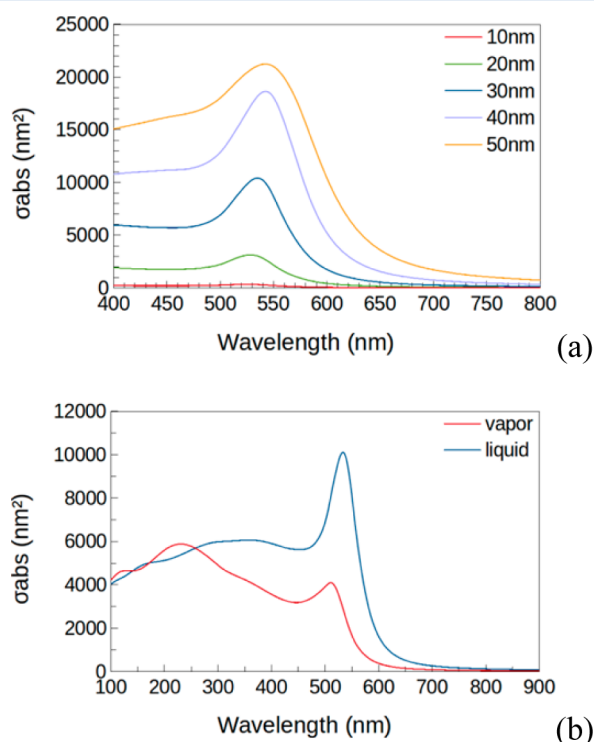 25000
20000
15000
10000
5000
0
σabs (nm²)
10nm
20nm
30nm
40nm
50nm
400 450 500 550 600 650 700 750 800
Wavelength (nm)
(a)
12000
10000
8000
6000
4000
2000
0
σabs (nm²)
vapor
liquid
100 200 300 400 500 600 700 800 900
Wavelength (nm)
(b)